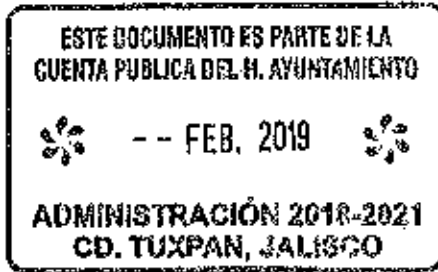 ESTE DOCUMENTO ES PARTE DE LA
CUENTA PUBLICA DEL H. AYUNTAMIENTO
-- FEB. 2019
ADMINISTRACIÓN 2018-2021
CD. TUXPAN, JALISCO